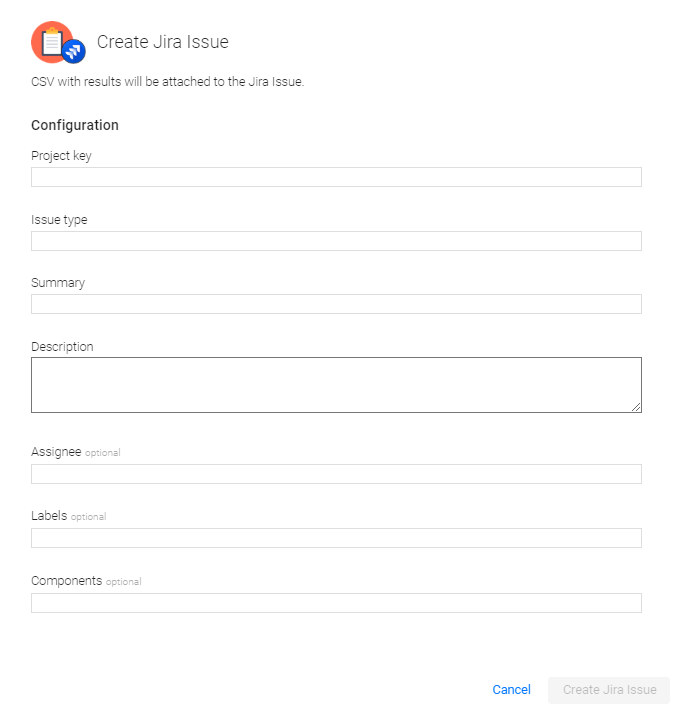 Create Jira Issue
CSV with results will be attached to the Jira Issue.
Configuration
Project key
Issue type
Summary
Description
Assignee optional
Labels optional
Components optional
Cancel Create Jira Issue